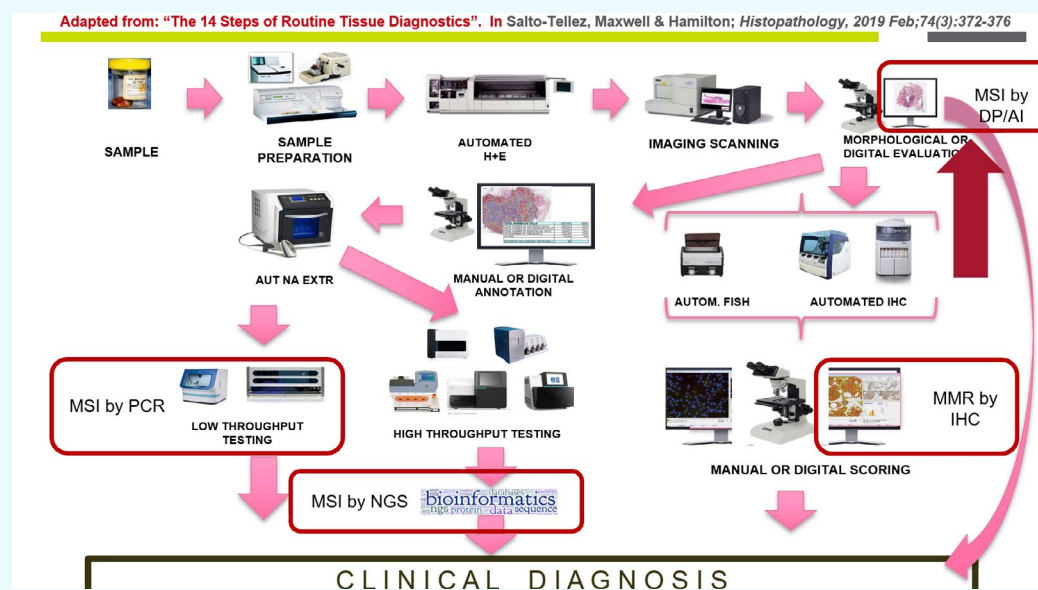 Adapted from: “The 14 Steps of Routine Tissue Diagnostics”. In Salto-Tellez, Maxwell & Hamilton; Histopathology, 2019 Feb;74(3):372-376
SAMPLE
SAMPLE
PREPARATION
AUTOMATED
H+E
IMAGING SCANNING
MORPHOLOGICAL OR
DIGITAL EVALUATION
MSI by
DP/AI
AUT NA EXTR
MANUAL OR DIGITAL
ANNOTATION
AUTOM. FISH
AUTOMATED IHC
MSI by PCR
LOW THROUGHPUT
TESTING
HIGH THROUGHPUT TESTING
MMR by
IHC
MANUAL OR DIGITAL SCORING
MSI by NGS
databases
bioinformatics
ngs protein data sequence
CLINICAL DIAGNOSIS